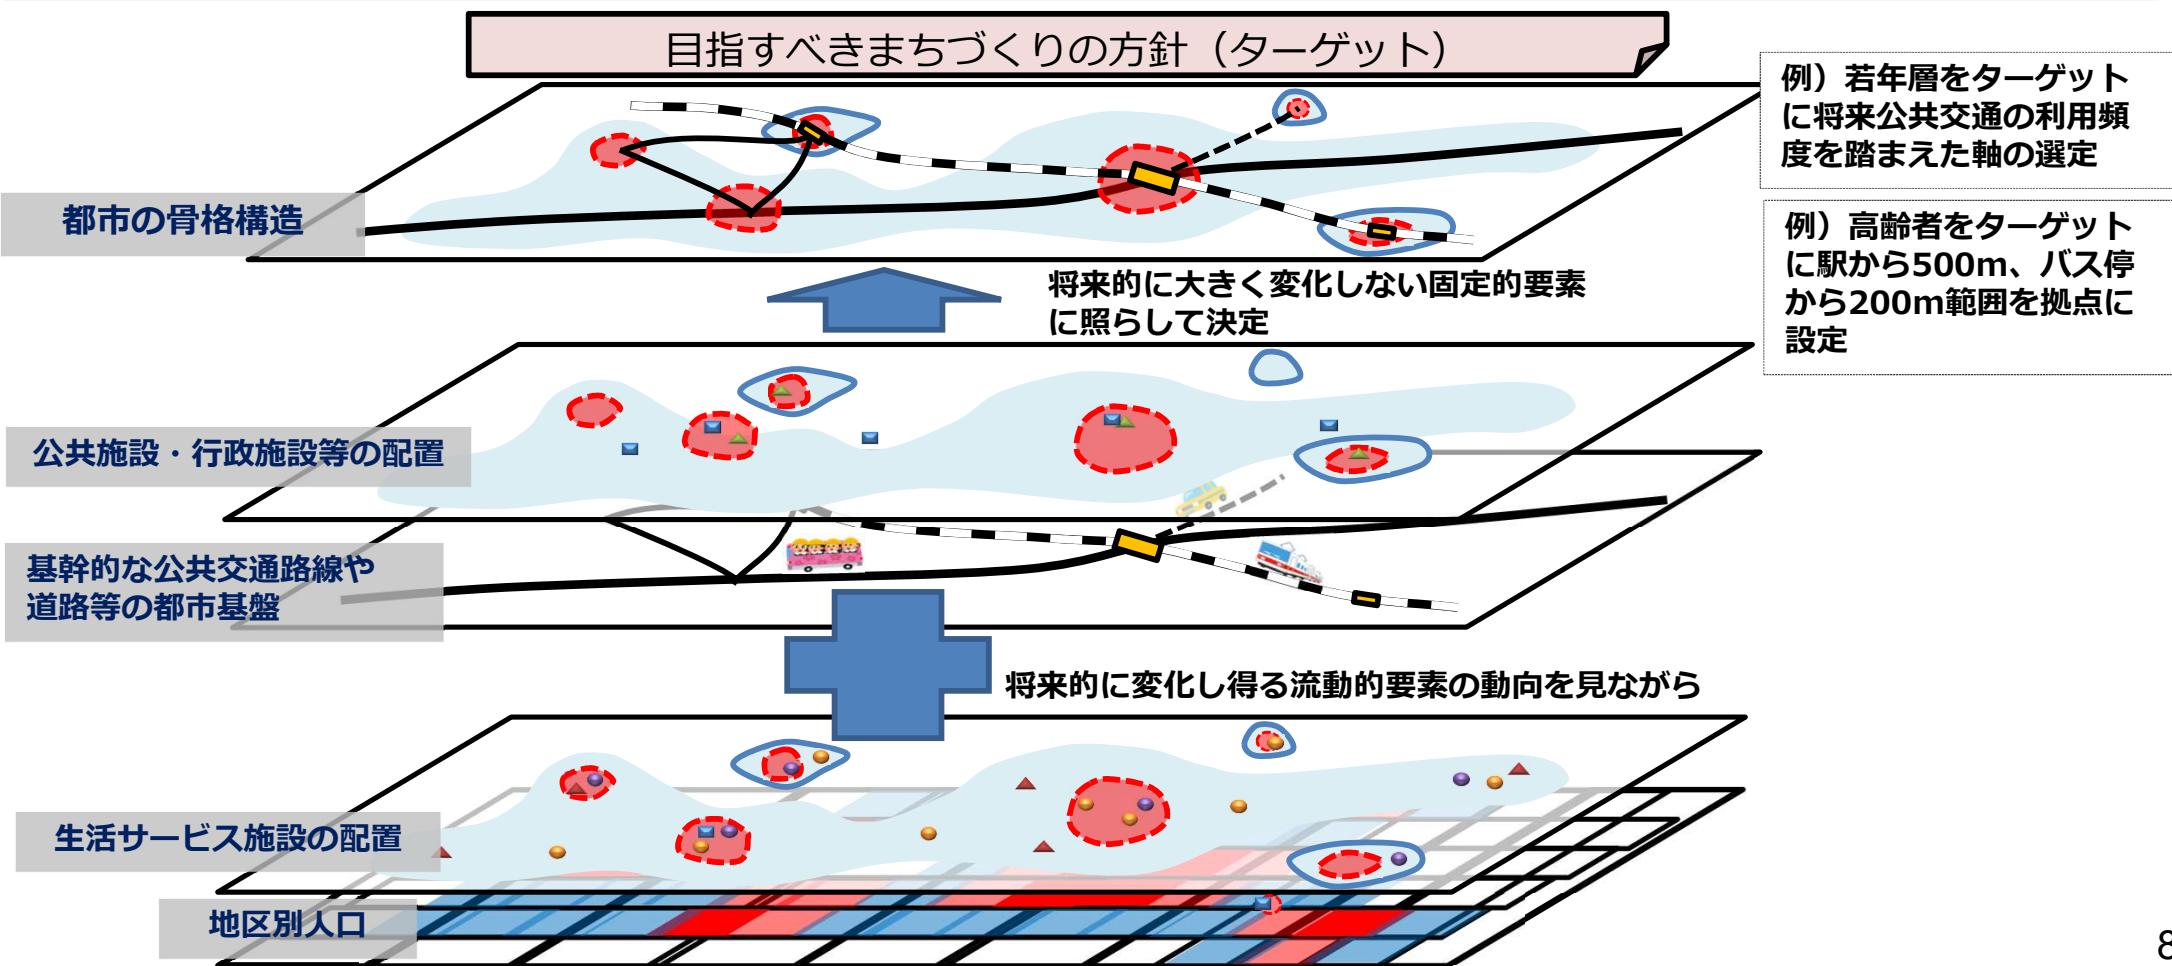 目指すべきまちづくりの方針（ターゲット）
例）若年層をターゲット
に将来公共交通の利用頻
度を踏まえた軸の選定
都市の骨格構造
例）高齢者をターゲット
に駅から500m、バス停
から200m範囲を拠点に
設定
将来的に大きく変化しない固定的要素
に照らして決定
公共施設・行政施設等の配置
基幹的な公共交通路線や
道路等の都市基盤
将来的に変化し得る流動的要素の動向を見ながら
生活サービス施設の配置
地区別人口
8